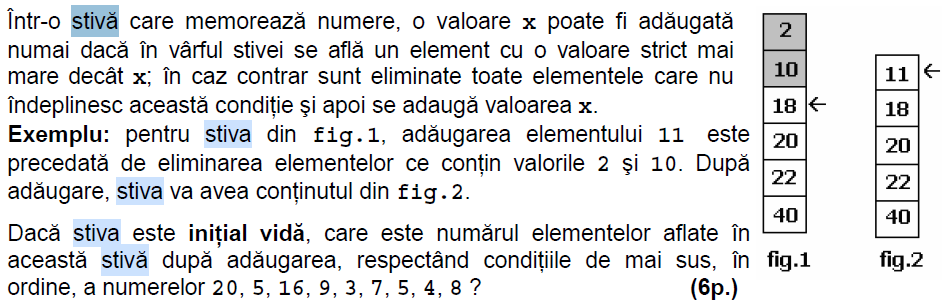 Într-o stivă care memorează numere, o valoare x poate fi adăugată
numai dacă în vârful stivei se află un element cu o valoare strict mai
mare decât x; în caz contrar sunt eliminate toate elementele care nu
îndeplinesc această condiţie şi apoi se adaugă valoarea x.
Exemplu: pentru stiva din fig.1, adăugarea elementului 11 este
precedată de eliminarea elementelor ce conţin valorile 2 şi 10. După
adăugare, stiva va avea conţinutul din fig.2.
Dacă stiva este iniţial vidă, care este numărul elementelor aflate în
această stivă după adăugarea, respectând condiţiile de mai sus, în
ordine, a numerelor 20, 5, 16, 9, 3, 7, 5, 4, 8 ?
(6p.)
2
10
18 ←
20
22
40
fig.1
11 ←
18
20
22
40
fig.2